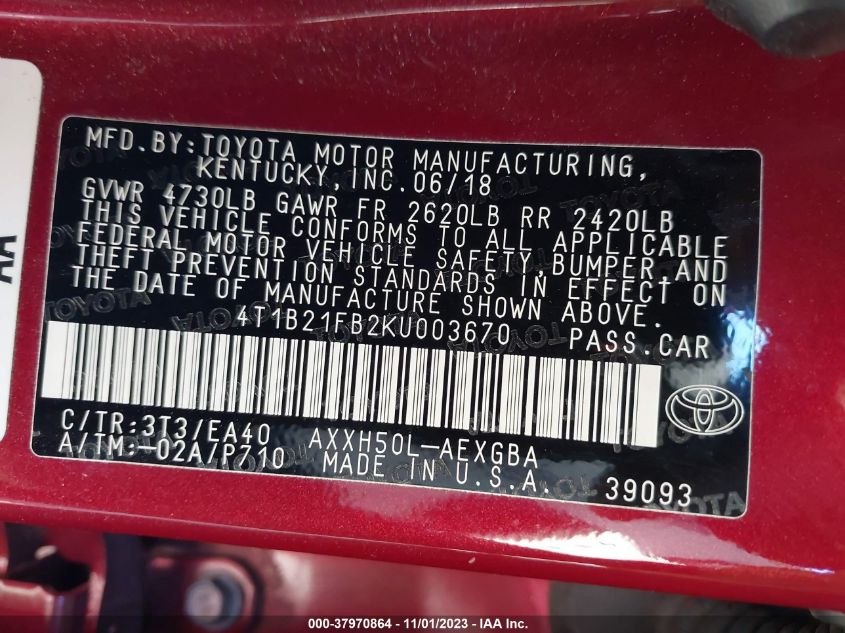 MFD.BY:TOYOTA MOTOR MANUFACTURING,
KENTUCKY,INC.06/18
GVWR 4730LB GAWR FR 2620LB RR 2420LB
THIS VEHICLE CONFORMS TO ALL APPLICABLE
FEDERAL MOTOR VEHICLE SAFETY,BUMPER AND
THEFT PREVENTION STANDARDS IN EFFECT ON
THE DATE OF MANUFACTURE SHOWN ABOVE.
4T1B21FB2KU003670 PASS.CAR
C/TR:3T3/EA40 AXXH50L-AEXGBA
A/TM:-02A/P710 MADE IN U.S.A. 39093
AA
000-37970864 - 11/01/2023 - Copyright © IAA, Inc.